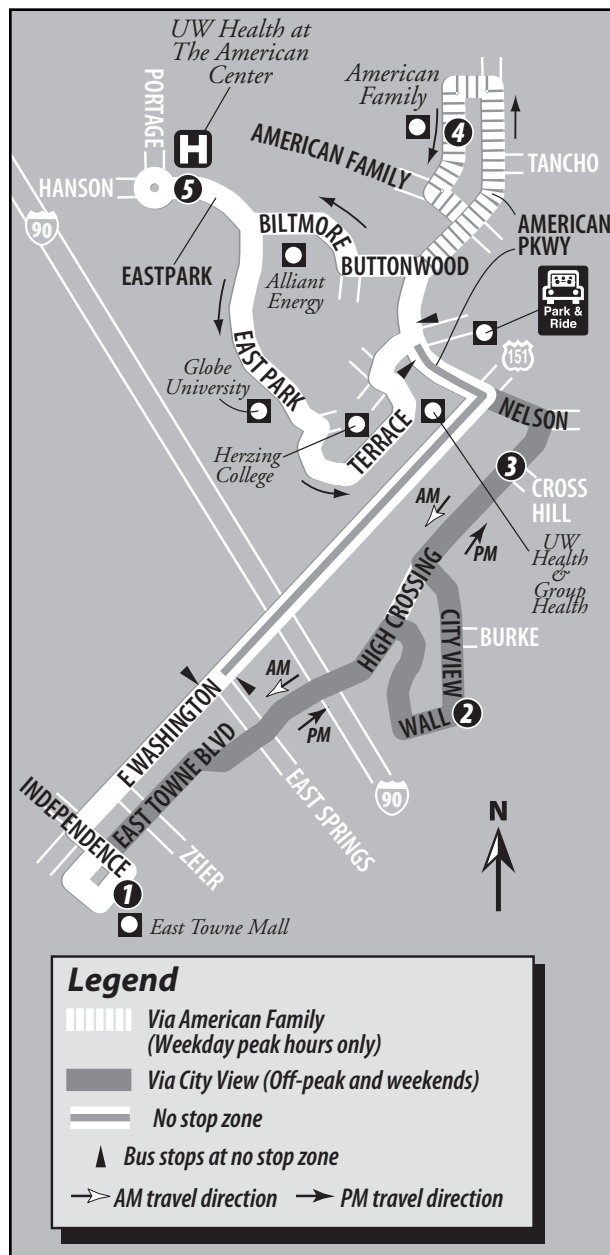 UW Health at
The American
Center
PORTAGE
H
HANSON
5
90
EASTPARK
American
Family
4
AMERICAN FAMILY
TANCHO
AMERICAN
PKWY
BILTMORE
BUTTONWOOD
Alliant
Energy
Park &
Ride
151
EASTPARK
Globe
University
Herzing
College
TERRACE
NELSON
3
CROSS
HILL
AM
PM
UW
Health
&
Group
Health
HIGH CROSSING
CITY VIEW
BURKE
WALL
2
AM
PM
E WASHINGTON
EAST TOWNE BLVD
EAST SPRINGS
90
INDEPENDENCE
ZEIER
1
East Towne Mall
N
Legend
Via American Family
(Weekday peak hours only)
Via City View (Off-peak and weekends)
No stop zone
Bus stops at no stop zone
AM travel direction
PM travel direction